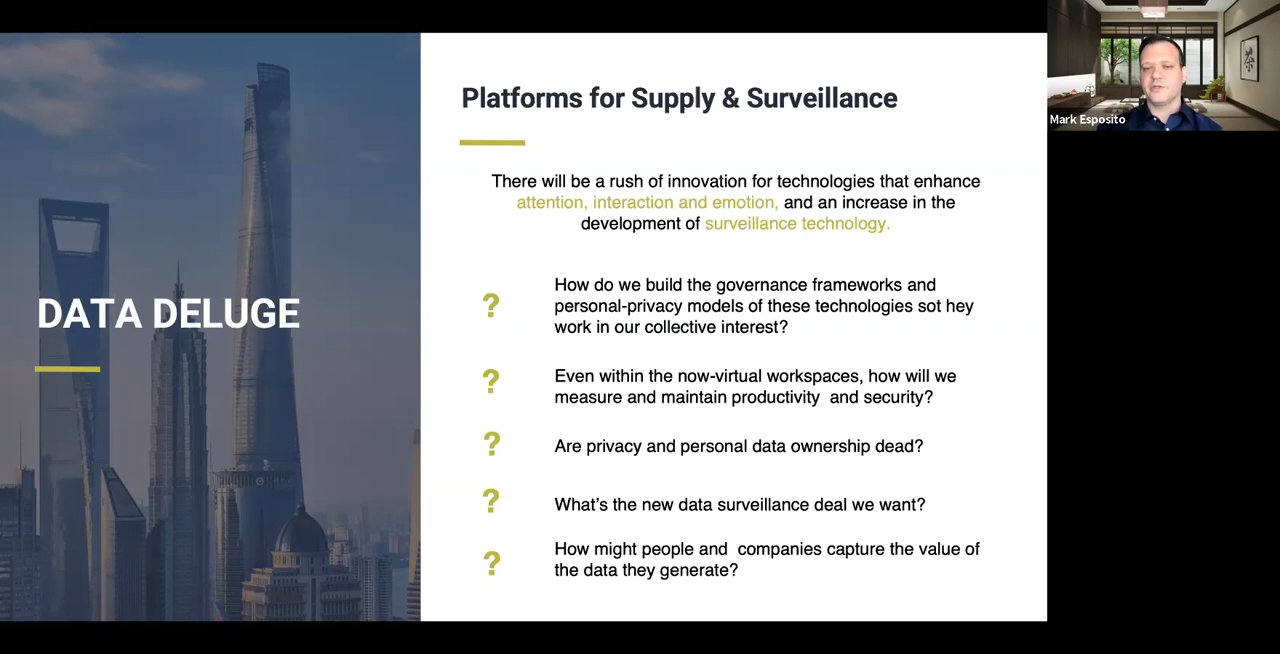 DATA DELUGE
Platforms for Supply & Surveillance
There will be a rush of innovation for technologies that enhance
attention, interaction and emotion, and an increase in the
development of surveillance technology.
? How do we build the governance frameworks and
personal-privacy models of these technologies sot hey
work in our collective interest?
? Even within the now-virtual workspaces, how will we
measure and maintain productivity  and security?
? Are privacy and personal data ownership dead?
? What's the new data surveillance deal we want?
? How might people and  companies capture the value of
the data they generate?
茶
Mark Esposito